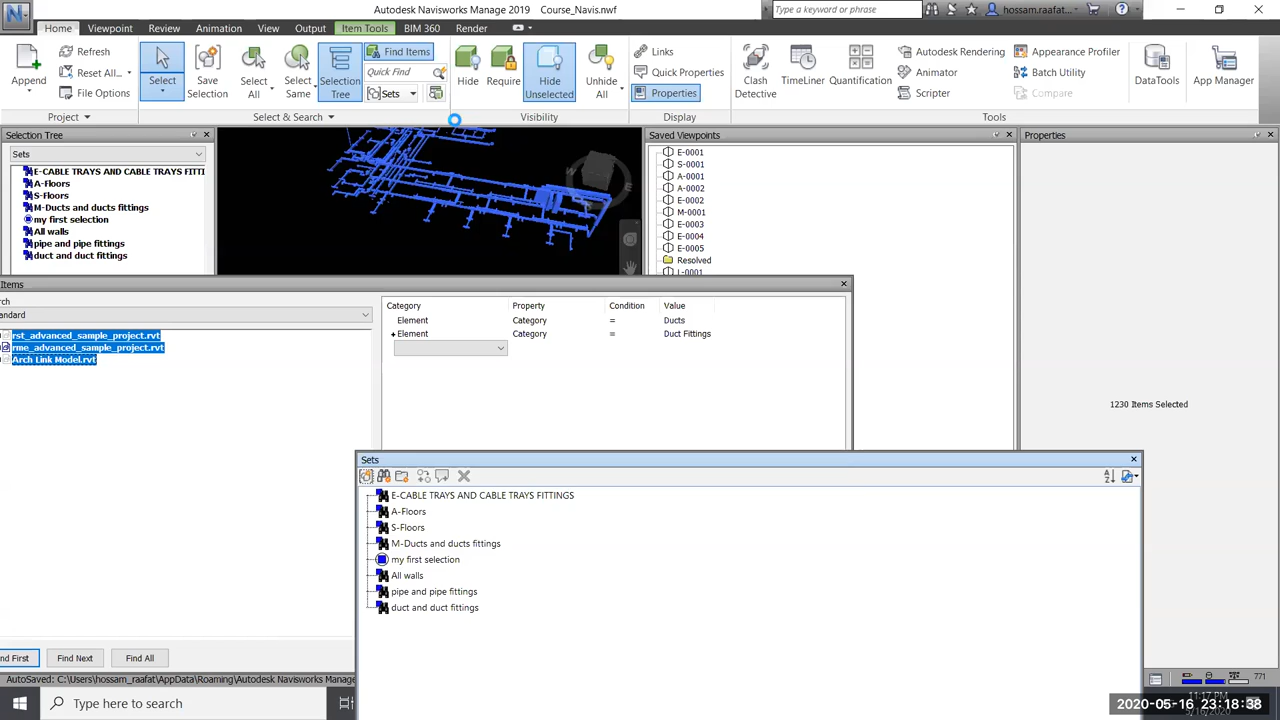 Autodesk Navisworks Manage 2019 Course_Navis.nwf
Type a keyword or phrase
hossam.raafat...
Home Viewpoint Review Animation View Output Item Tools BIM 360 Render
Append
Refresh
Reset All...
File Options
Project
Select
Save Selection
Select All
Select Same
Selection Tree
Find Items
Quick Find
Sets
Select & Search
Hide
Require
Hide Unselected
Unhide All
Visibility
Links
Quick Properties
Properties
Display
Clash Detective
TimeLiner
Quantification
Autodesk Rendering
Animator
Scripter
Appearance Profiler
Batch Utility
Compare
Tools
DataTools
App Manager
Selection Tree
Sets
E-CABLE TRAYS AND CABLE TRAYS FITTI
A-Floors
S-Floors
M-Ducts and ducts fittings
my first selection
All walls
pipe and pipe fittings
duct and duct fittings
Saved Viewpoints
E-0001
S-0001
A-0001
A-0002
E-0002
M-0001
E-0003
E-0004
E-0005
Resolved
L-0001
Properties
1230 Items Selected
Items
rch
andard
rst_advanced_sample_project.rvt
rme_advanced_sample_project.rvt
Arch Link Model.rvt
Category Property Condition Value
Element Category = Ducts
+ Element Category = Duct Fittings
nd First
Find Next
Find All
Sets
E-CABLE TRAYS AND CABLE TRAYS FITTINGS
A-Floors
S-Floors
M-Ducts and ducts fittings
my first selection
All walls
pipe and pipe fittings
duct and duct fittings
AutoSaved: C:\Users\hossam_raafat\AppData\Roaming\Autodesk Navisworks Manage
771
Type here to search
11:17 PM
5/16/2020
2020-05-16 23:18:38